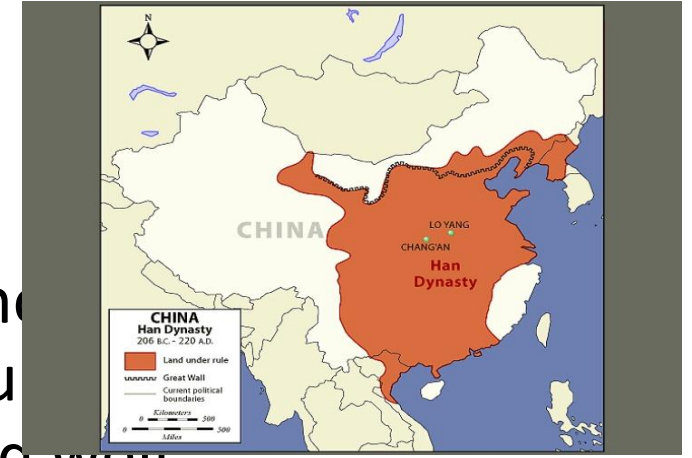 N
CHINA
LO YANG
CHANG'AN
Han
Dynasty
CHINA
Han Dynasty
206 B.C. - 220 A.D.
Land under rule
Great Wall
Current political
boundaries
Kilometers
0 500
0 500
Miles